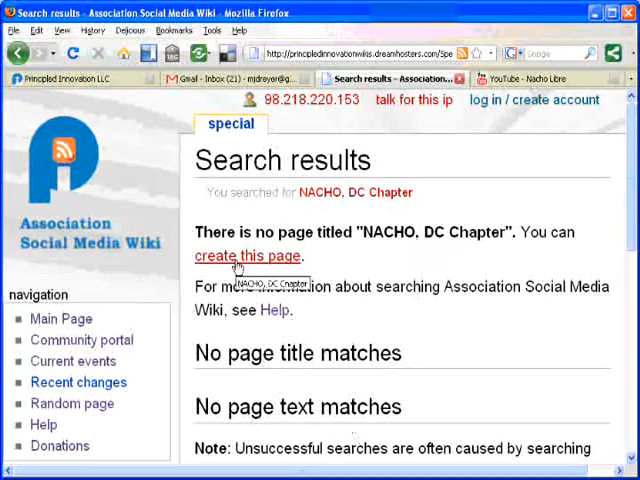 Search results - Association Social Media Wiki - Mozilla Firefox
File Edit View History Delicious Bookmarks Tools Help
http://principledinnovationwikis.dreamhosters.com/Spe
Google
Principled Innovation LLC
Gmail - Inbox (21) - mjdreyer@g...
Search results - Association...
YouTube - Nacho Libre
98.218.220.153 talk for this ip log in / create account
special
Search results
You searched for NACHO, DC Chapter
There is no page titled "NACHO, DC Chapter". You can
create this page.
NACHO, DC Chapter
For more information about searching Association Social Media
Wiki, see Help.
No page title matches
No page text matches
Note: Unsuccessful searches are often caused by searching
Association
Social Media Wiki
navigation
Main Page
Community portal
Current events
Recent changes
Random page
Help
Donations